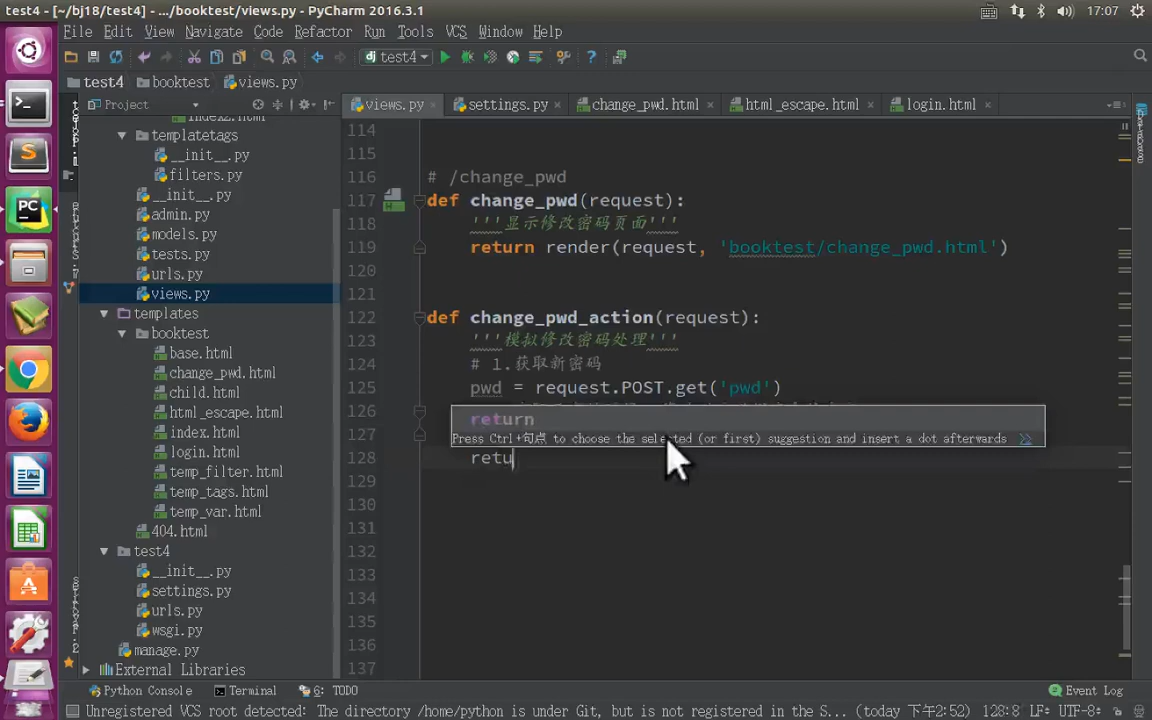 test4 - [~/bj18/test4] - .../booktest/views.py - PyCharm 2016.3.1
17:07
File Edit View Navigate Code Refactor Run Tools VCS Window Help
dj test4
test4 booktest views.py
Project
views.py settings.py change_pwd.html html_escape.html login.html
templatetags
__init__.py
filters.py
__init__.py
admin.py
models.py
tests.py
urls.py
views.py
templates
booktest
base.html
change_pwd.html
child.html
html_escape.html
index.html
login.html
temp_filter.html
temp_tags.html
temp_var.html
404.html
test4
__init__.py
settings.py
urls.py
wsgi.py
manage.py
External Libraries
114
115
116 # /change_pwd
117 def change_pwd(request):
118 '''显示修改密码页面'''
119 return render(request, 'booktest/change_pwd.html')
120
121
122 def change_pwd_action(request):
123 '''模拟修改密码处理'''
124 # 1.获取新密码
125 pwd = request.POST.get('pwd')
126
127
return
Press Ctrl+句点 to choose the selected (or first) suggestion and insert a dot afterwards >>
128 retu
129
130
131
132
133
134
135
136
137
Python Console Terminal 6: TODO Event Log
Unregistered VCS root detected: The directory /home/python is under Git, but is not registered in the S... (today 下午2:52) 128:8 LF÷ UTF-8÷